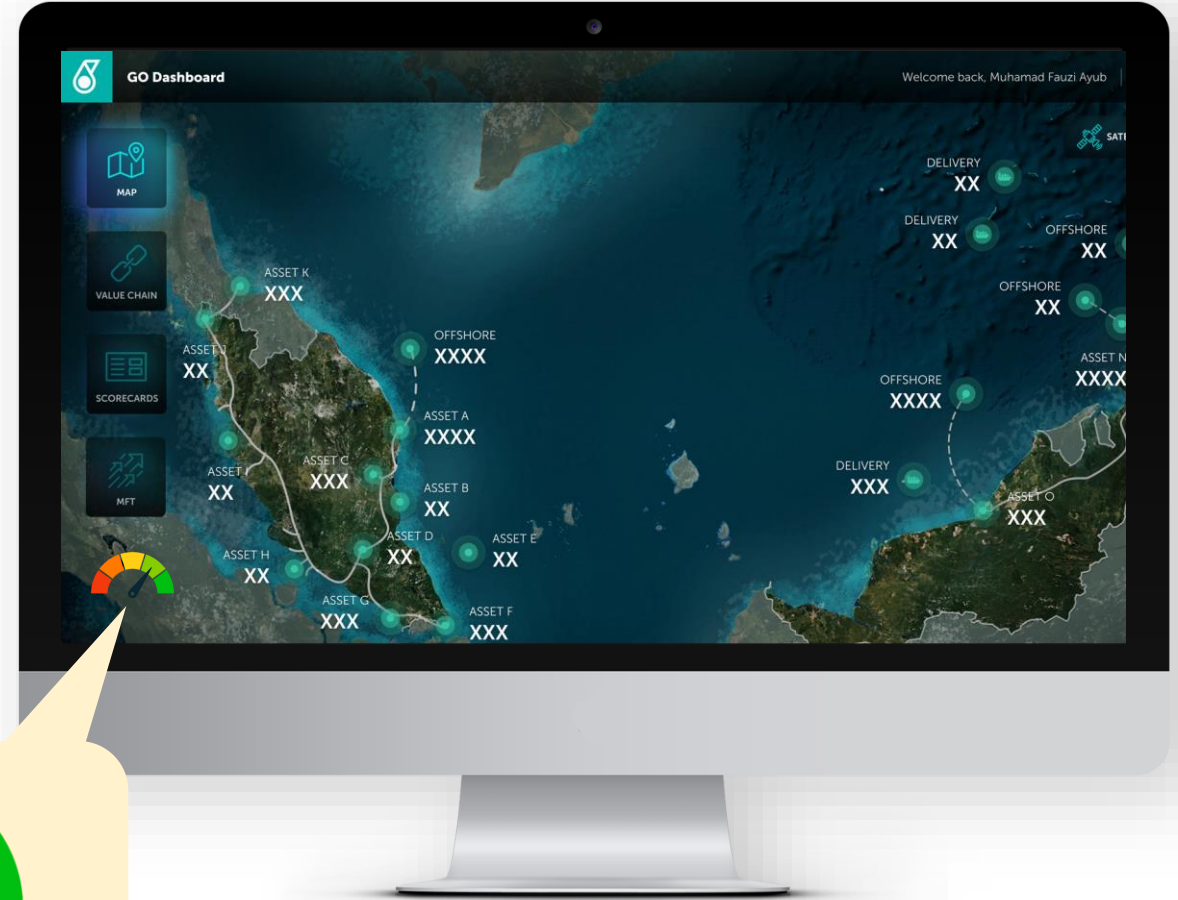 GO Dashboard
Welcome back, Muhamad Fauzi Ayub
MAP
VALUE CHAIN
SCORECARDS
MFT
ASSET K
XXX
ASSET J
XX
OFFSHORE
XXXX
ASSET A
XXXX
ASSET C
XXX
ASSET B
XX
ASSET I
XX
ASSET D
XX
ASSET E
XX
ASSET H
XX
ASSET G
XXX
ASSET F
XXX
DELIVERY
XX
DELIVERY
XX
OFFSHORE
XX
OFFSHORE
XX
ASSET N
XXXX
OFFSHORE
XXXX
DELIVERY
XXX
ASSET O
XXX